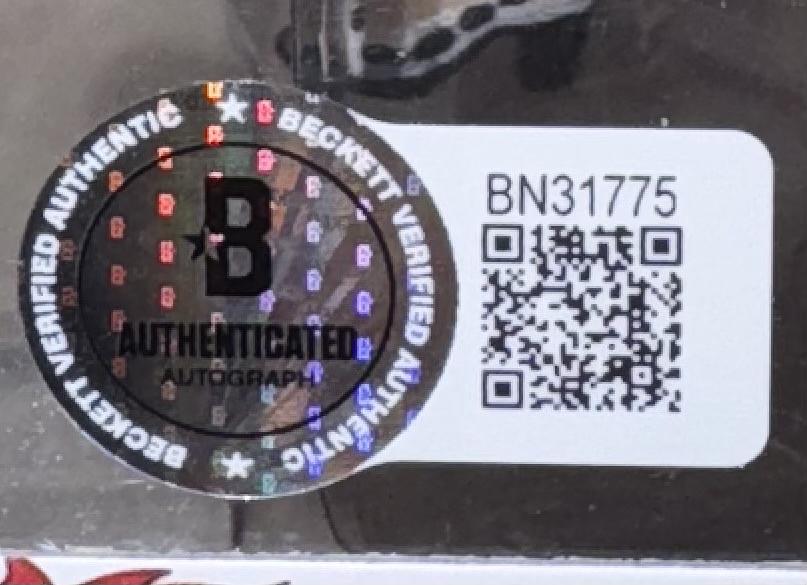 BECKETT VERIFIED AUTHENTIC
BECKETT VERIFIED AUTHENTIC
B
AUTHENTICATED
AUTOGRAPH
BN31775